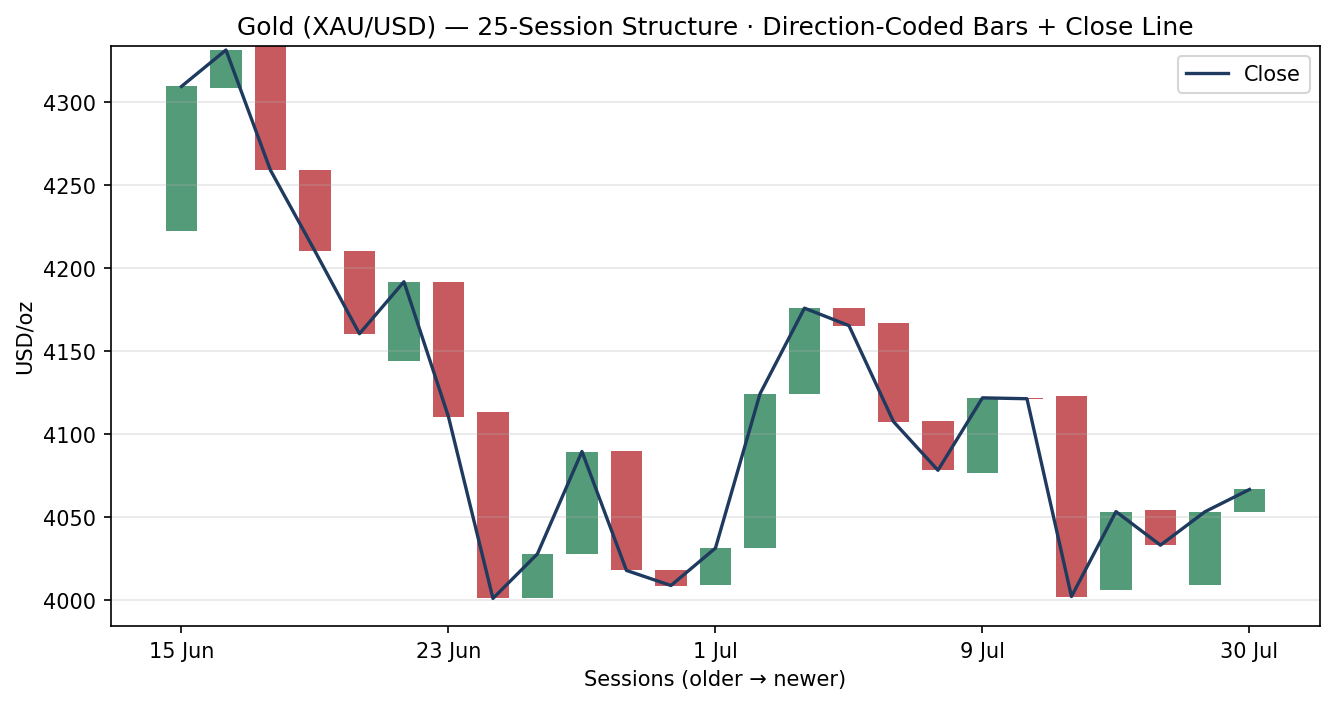 Gold (XAU/USD) — 25-Session Structure · Direction-Coded Bars + Close Line
Close
USD/oz
4300
4250
4200
4150
4100
4050
4000
15 Jun 23 Jun 1 Jul 9 Jul 30 Jul
Sessions (older → newer)